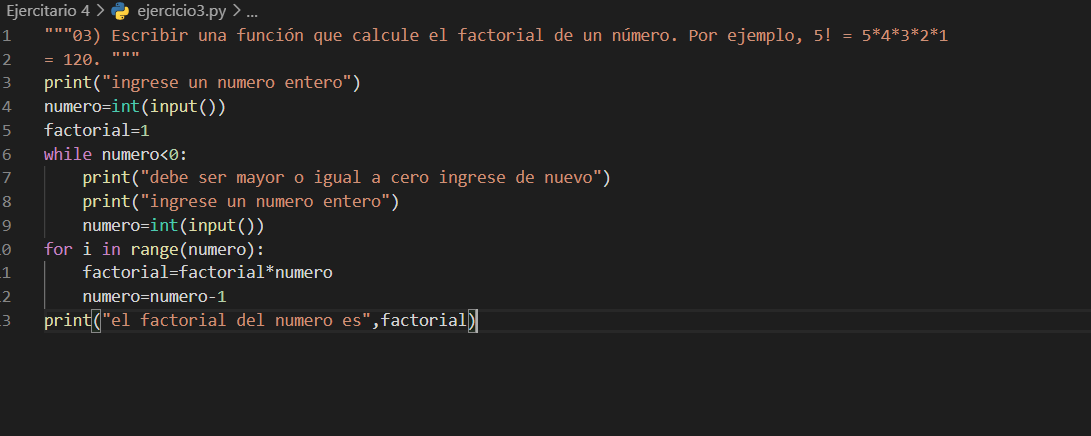 Ejercitario 4 > ejercicio3.py > ...
1 """03) Escribir una función que calcule el factorial de un número. Por ejemplo, 5! = 5*4*3*2*1
2 = 120. """
3 print("ingrese un numero entero")
4 numero=int(input())
5 factorial=1
6 while numero<0:
7     print("debe ser mayor o igual a cero ingrese de nuevo")
8     print("ingrese un numero entero")
9     numero=int(input())
10 for i in range(numero):
11     factorial=factorial*numero
12     numero=numero-1
13 print("el factorial del numero es",factorial)